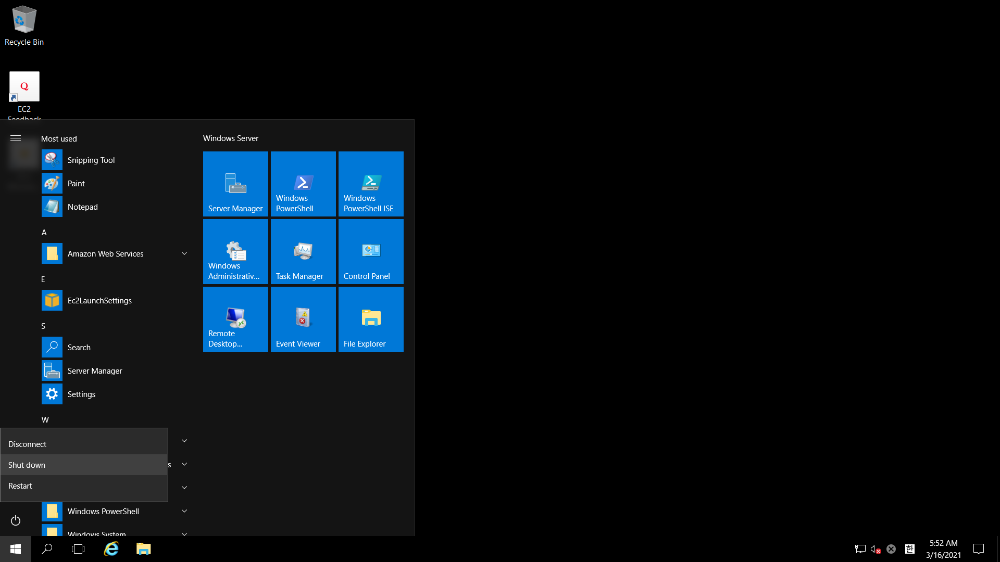 Recycle Bin
Q
EC2
Feedback
Most used
Snipping Tool
Paint
Notepad
A
Amazon Web Services
E
Ec2LaunchSettings
S
Search
Server Manager
Settings
W
s
Disconnect
Shut down
Restart
Windows PowerShell
Windows System
Windows Server
Server Manager
Windows
PowerShell
Windows
PowerShell ISE
Windows
Administrativ...
Task Manager
Control Panel
Remote
Desktop...
Event Viewer
File Explorer
한
5:52 AM
3/16/2021